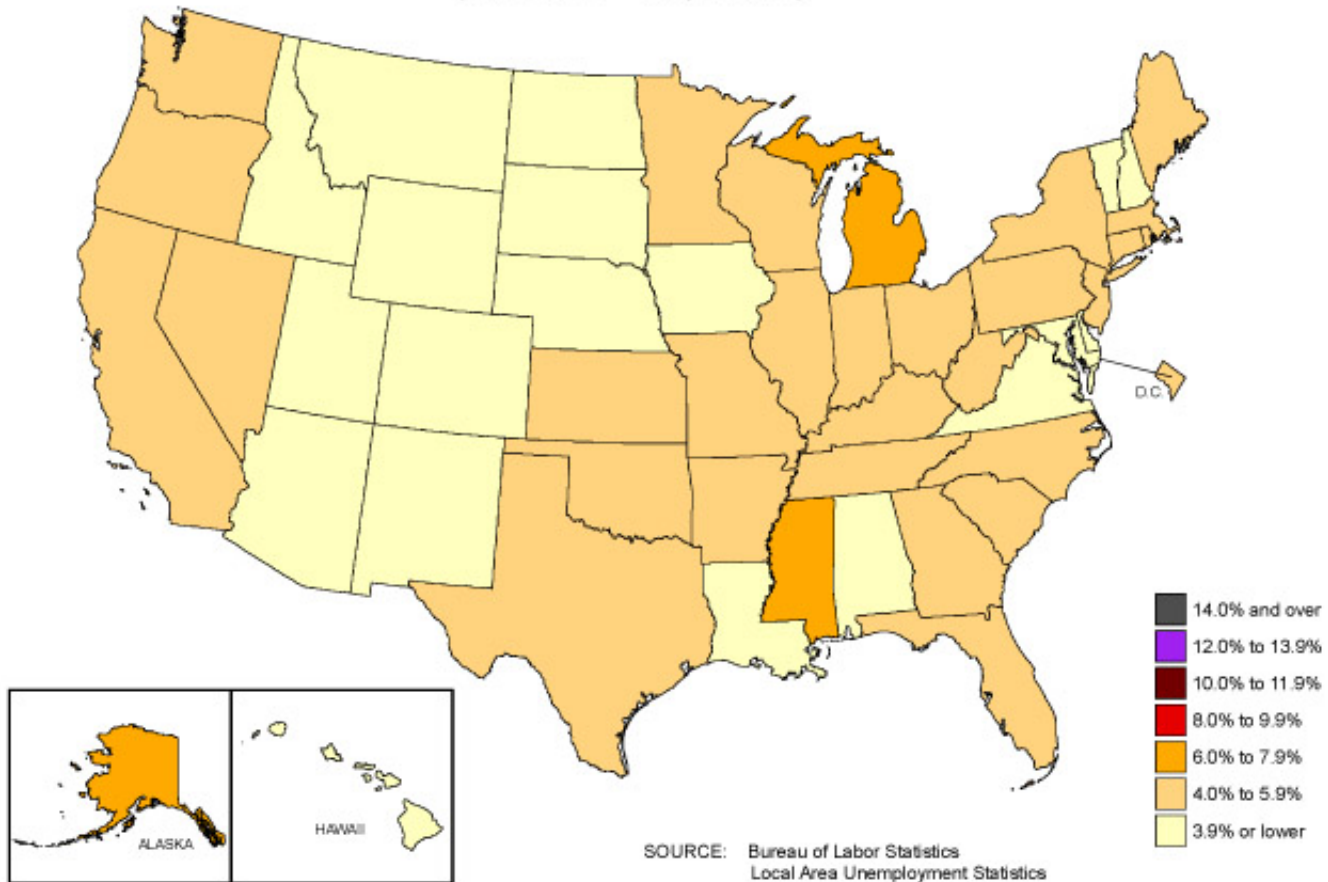 D.C.
14.0% and over
12.0% to 13.9%
10.0% to 11.9%
8.0% to 9.9%
6.0% to 7.9%
4.0% to 5.9%
3.9% or lower
ALASKA
HAWAII
SOURCE: Bureau of Labor Statistics
Local Area Unemployment Statistics